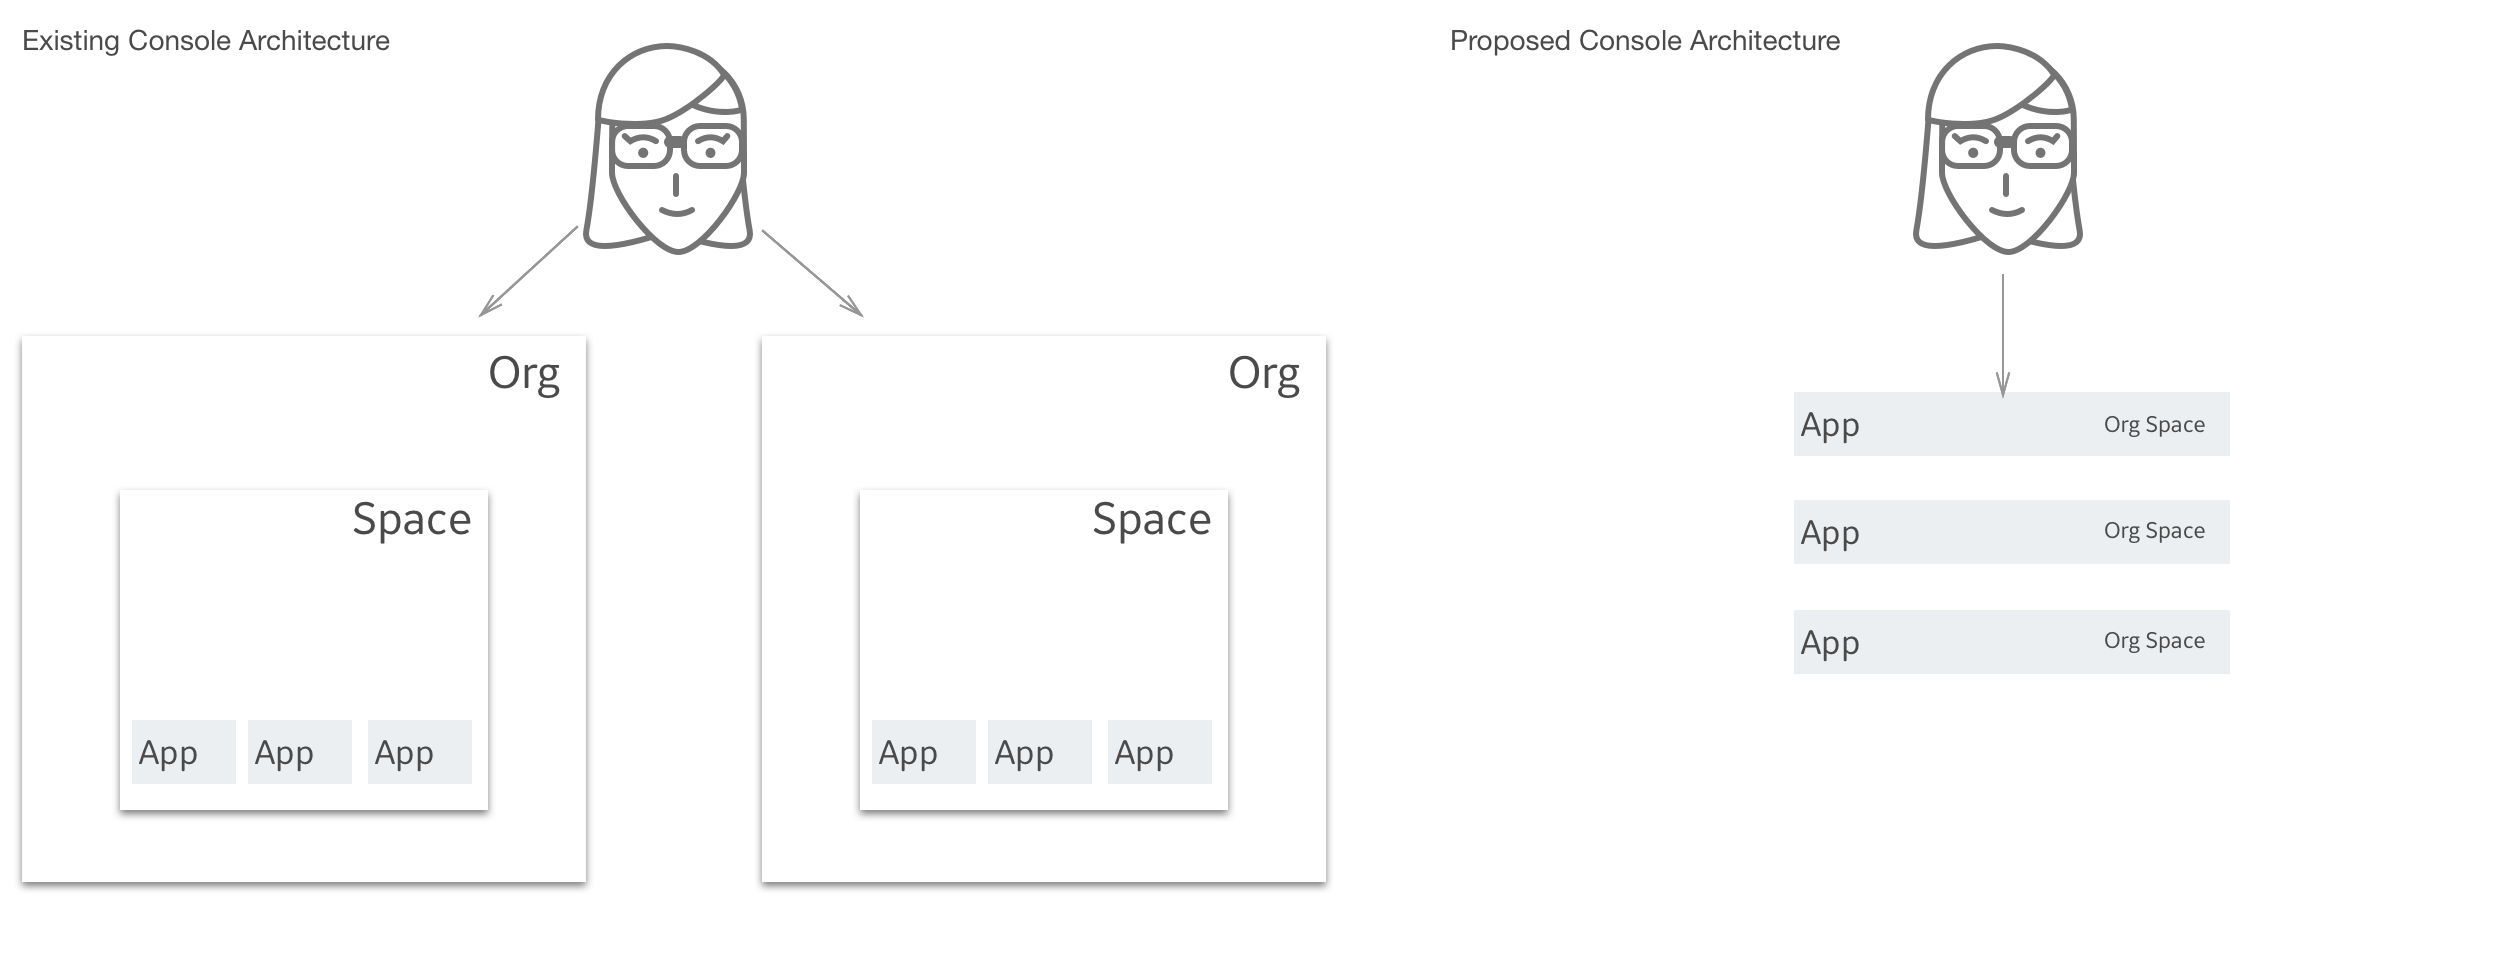 Existing Console Architecture
Org
Space
App
App
App
Org
Space
App
App
App
Proposed Console Architecture
App Org Space
App Org Space
App Org Space